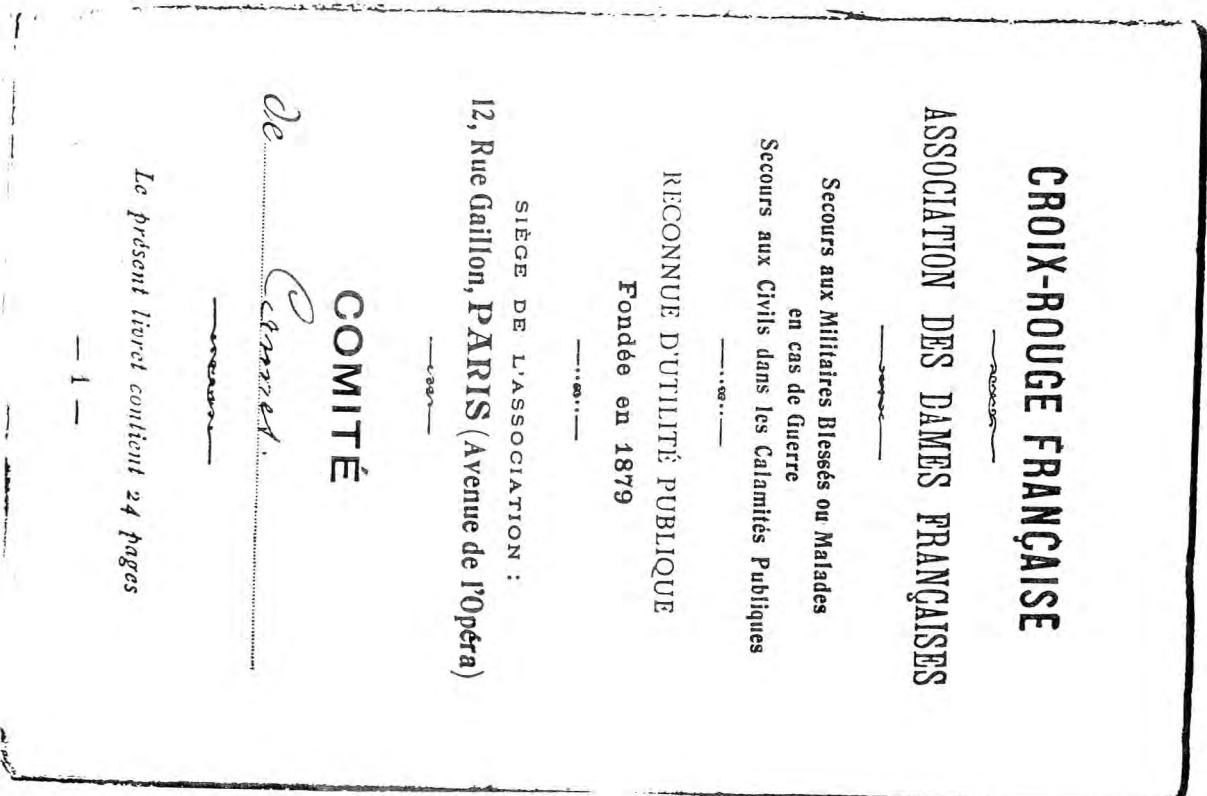 CROIX-ROUGE FRANÇAISE
ASSOCIATION DES DAMES FRANÇAISES
Secours aux Militaires Blessés ou Malades
en cas de Guerre
Secours aux Civils dans les Calamités Publiques
RECONNUE D'UTILITÉ PUBLIQUE
Fondée en 1879
SIÈGE DE L'ASSOCIATION :
12, Rue Gaillon, PARIS (Avenue de l'Opéra)
COMITÉ
de
Le présent livret contient 24 pages
— 1 —